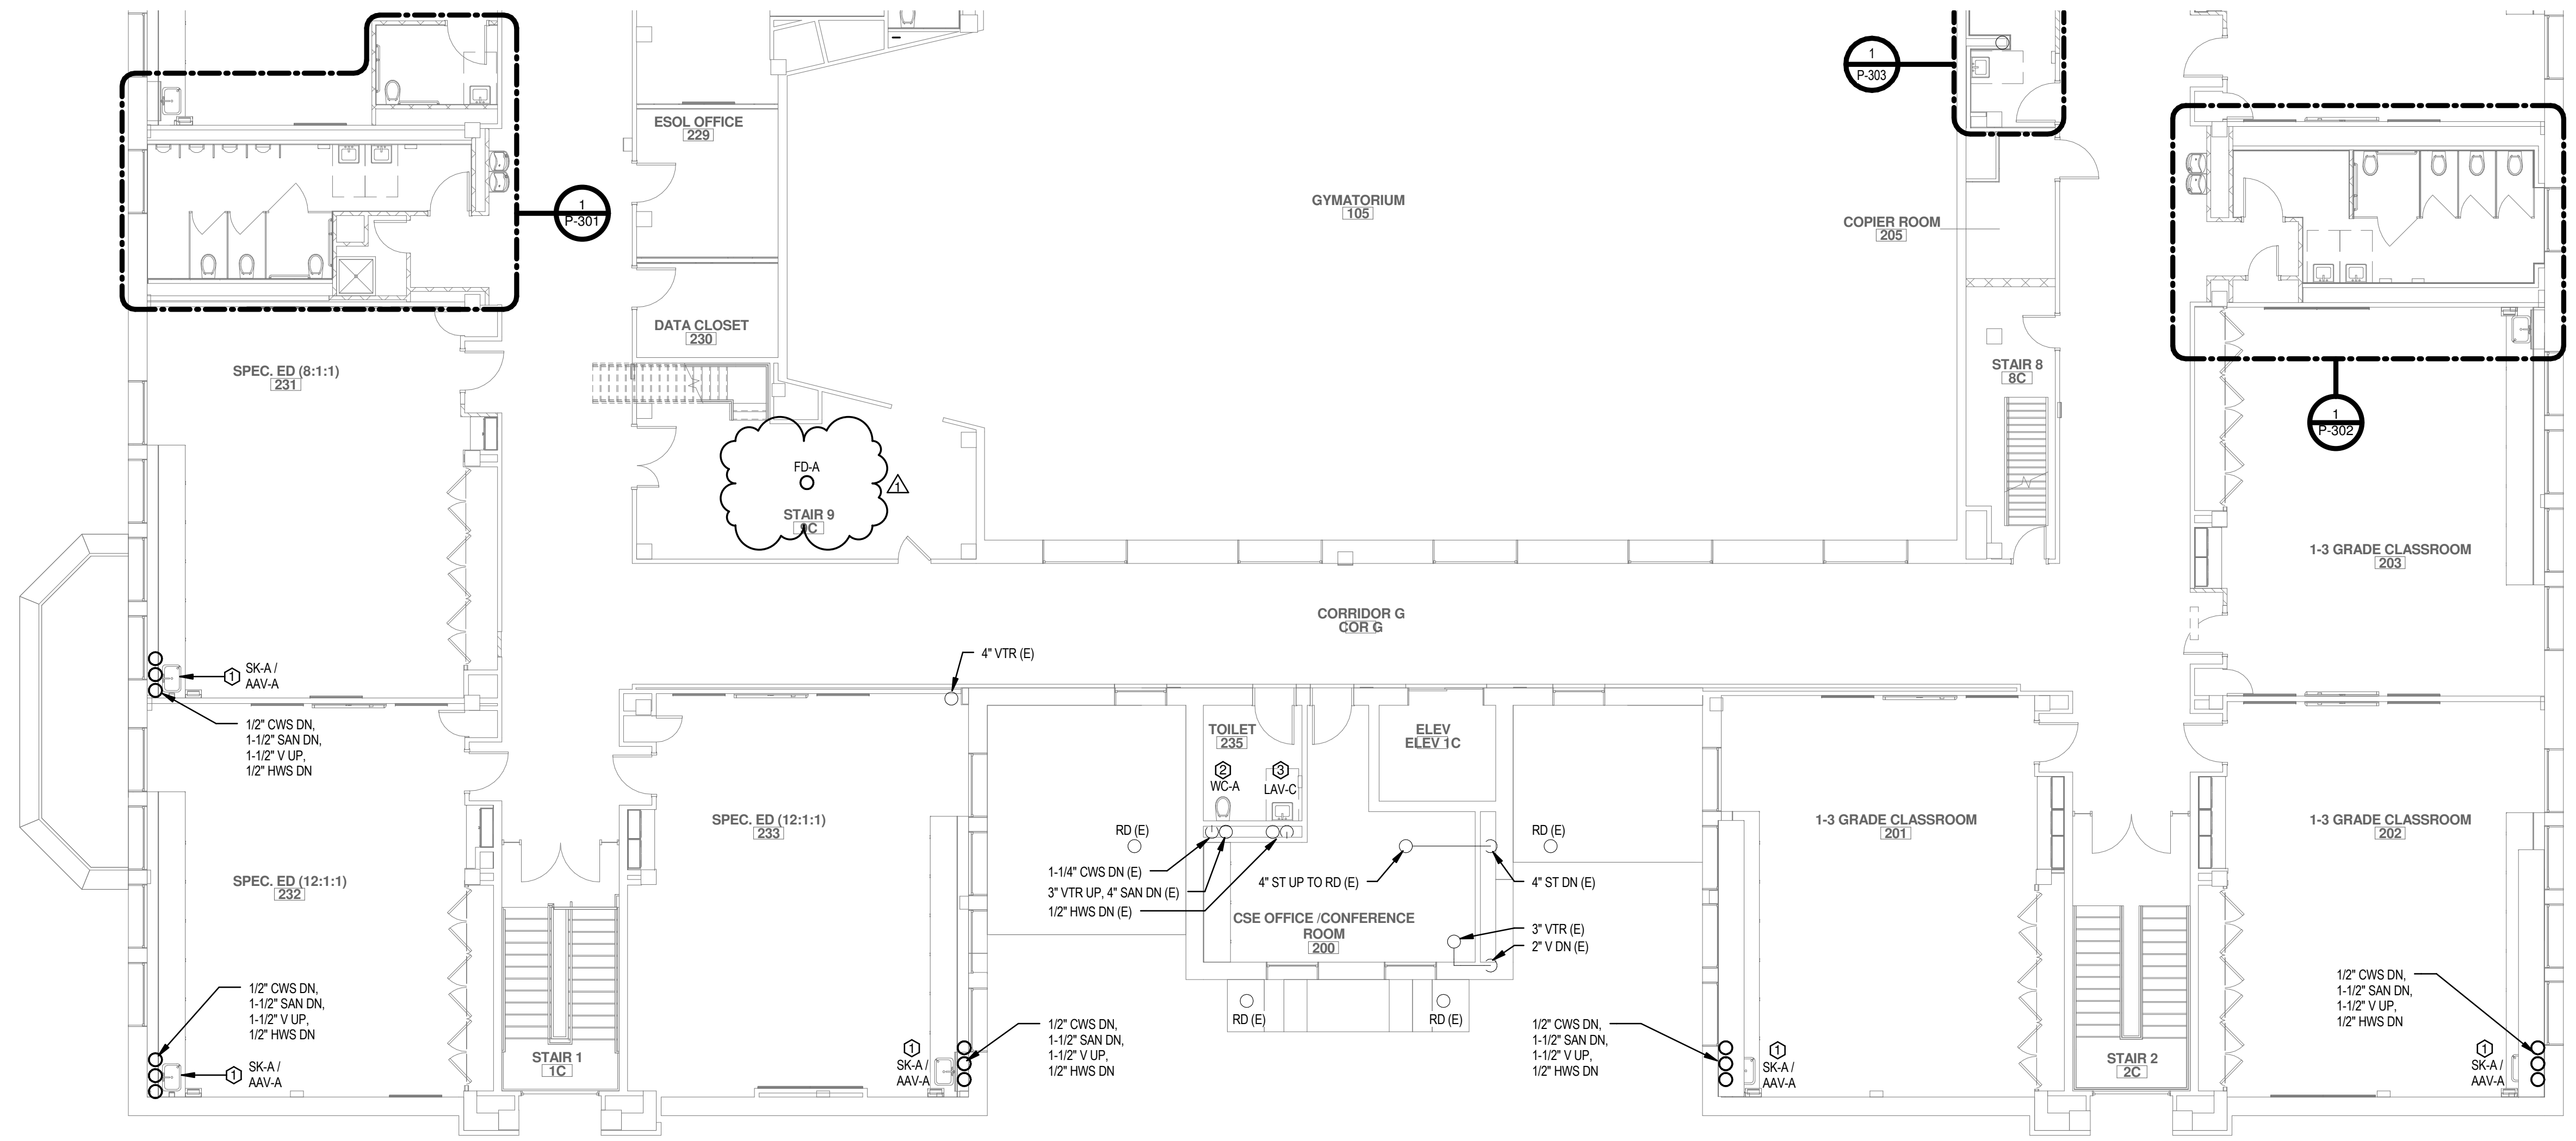 1
P-303
ESOL OFFICE
229
1
P-301
GYMATORIUM
105
COPIER ROOM
205
DATA CLOSET
230
SPEC. ED (8:1:1)
231
STAIR 8
8C
1
P-302
FD-A
1
STAIR 9
9C
1-3 GRADE CLASSROOM
203
CORRIDOR G
COR G
4" VTR (E)
1
SK-A /
AAV-A
1/2" CWS DN,
1-1/2" SAN DN,
1-1/2" V UP,
1/2" HWS DN
TOILET
235
ELEV
ELEV 1C
2
WC-A
3
LAV-C
SPEC. ED (12:1:1)
233
1-3 GRADE CLASSROOM
201
1-3 GRADE CLASSROOM
202
RD (E)
RD (E)
1-1/4" CWS DN (E)
3" VTR UP, 4" SAN DN (E)
1/2" HWS DN (E)
4" ST UP TO RD (E)
4" ST DN (E)
SPEC. ED (12:1:1)
232
CSE OFFICE /CONFERENCE
ROOM
200
3" VTR (E)
2" V DN (E)
1/2" CWS DN,
1-1/2" SAN DN,
1-1/2" V UP,
1/2" HWS DN
1
SK-A /
AAV-A
STAIR 1
1C
1
SK-A /
AAV-A
1/2" CWS DN,
1-1/2" SAN DN,
1-1/2" V UP,
1/2" HWS DN
RD (E)
RD (E)
1/2" CWS DN,
1-1/2" SAN DN,
1-1/2" V UP,
1/2" HWS DN
1
SK-A /
AAV-A
STAIR 2
2C
1/2" CWS DN,
1-1/2" SAN DN,
1-1/2" V UP,
1/2" HWS DN
1
SK-A /
AAV-A